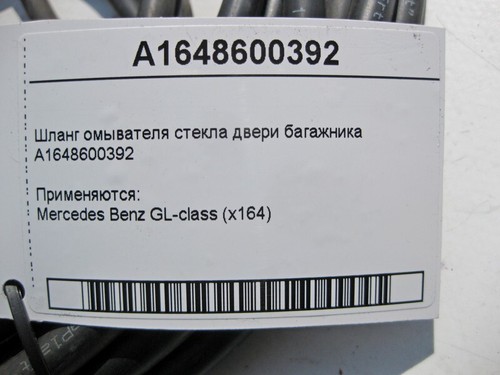 A1648600392
Шланг омывателя стекла двери багажника
A1648600392
Применяются:
Mercedes Benz GL-class (x164)